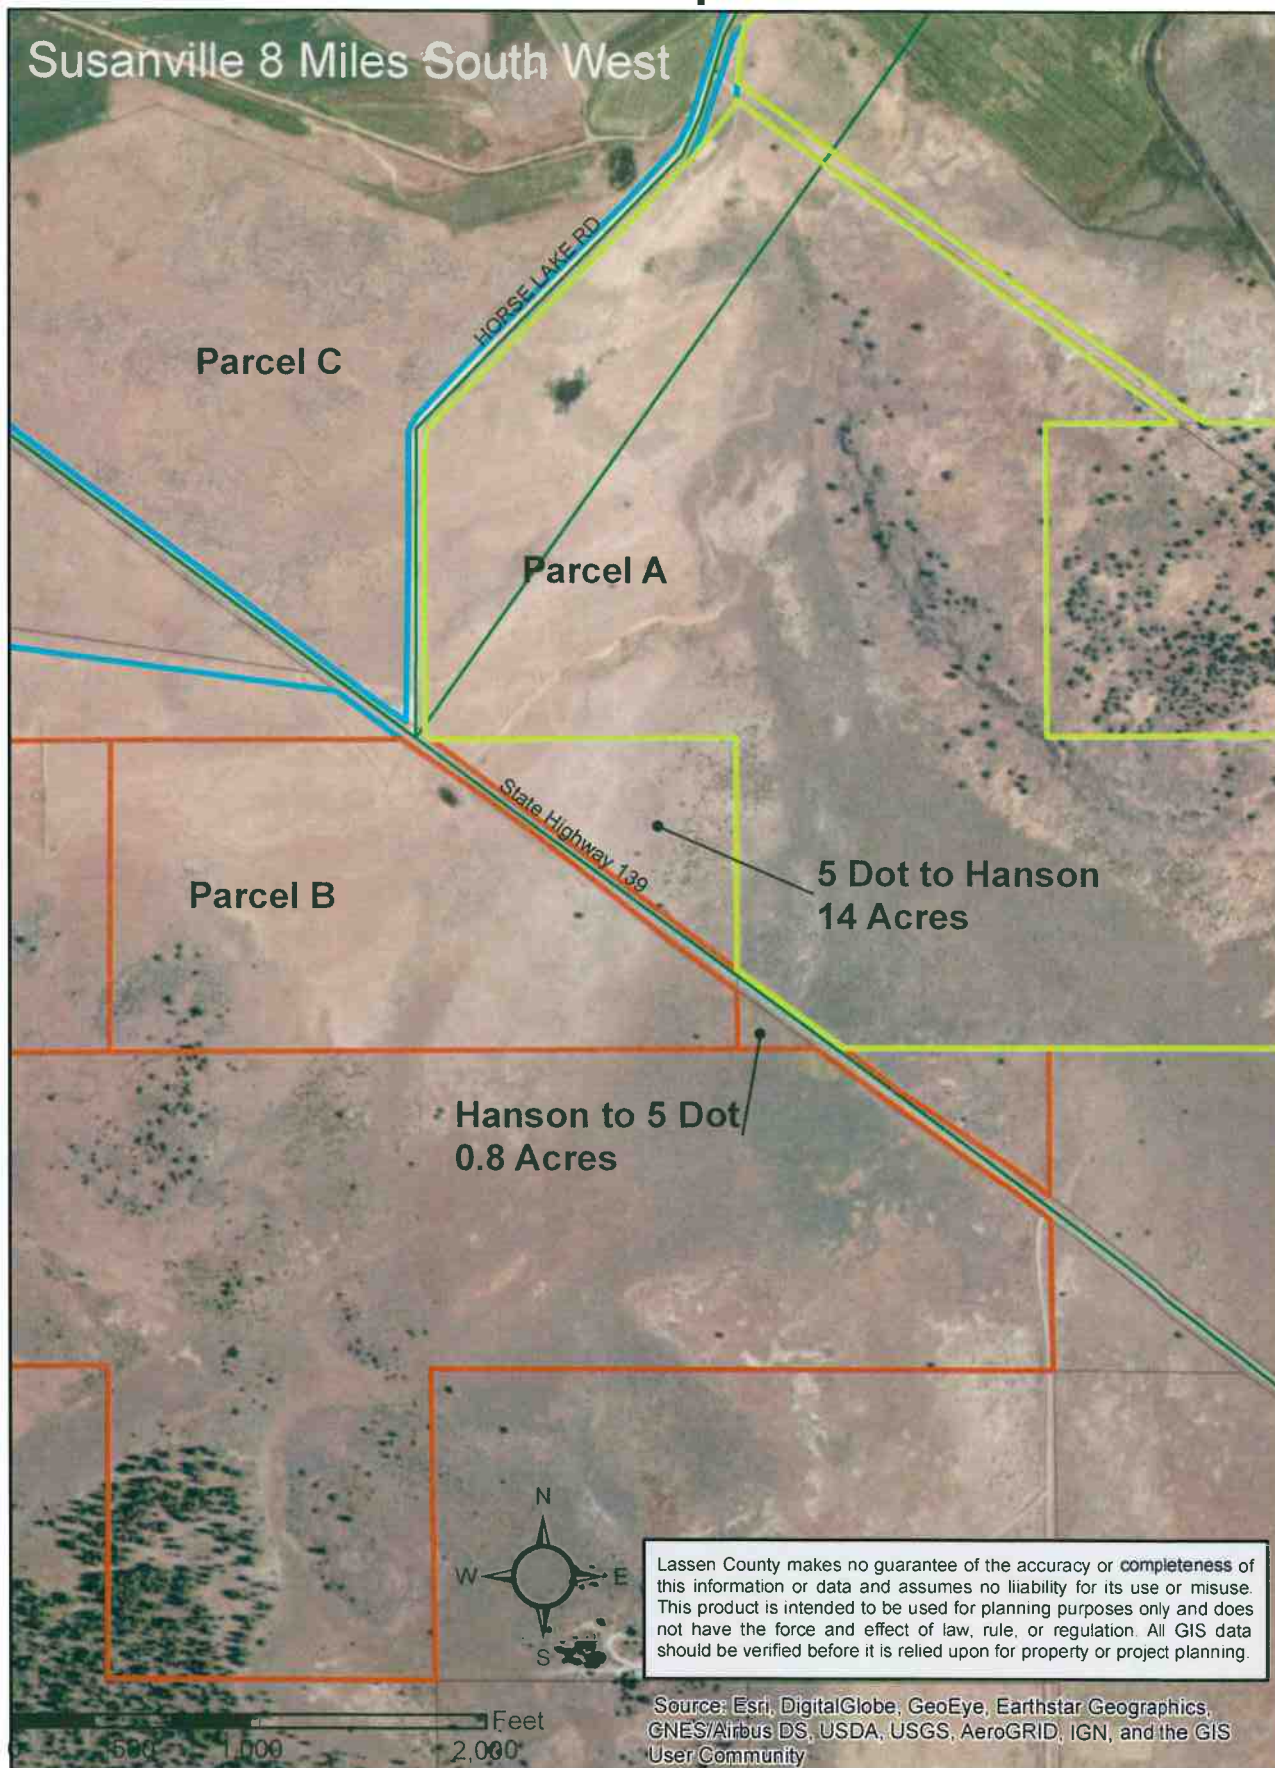 Susanville 8 Miles South West
HORSE LAKE RD
Parcel C
Parcel A
State Highway 139
Parcel B
5 Dot to Hanson
14 Acres
Hanson to 5 Dot
0.8 Acres
N
W E
S
Lassen County makes no guarantee of the accuracy or completeness of
this information or data and assumes no liiability for its use or misuse.
This product is intended to be used for planning purposes only and does
not have the force and effect of law, rule, or regulation. All GIS data
should be verified before it is relied upon for property or project planning.
Feet
0 500 1,000 2,000
Source: Esri, DigitalGlobe, GeoEye, Earthstar Geographics,
CNES/Airbus DS, USDA, USGS, AeroGRID, IGN, and the GIS
User Community